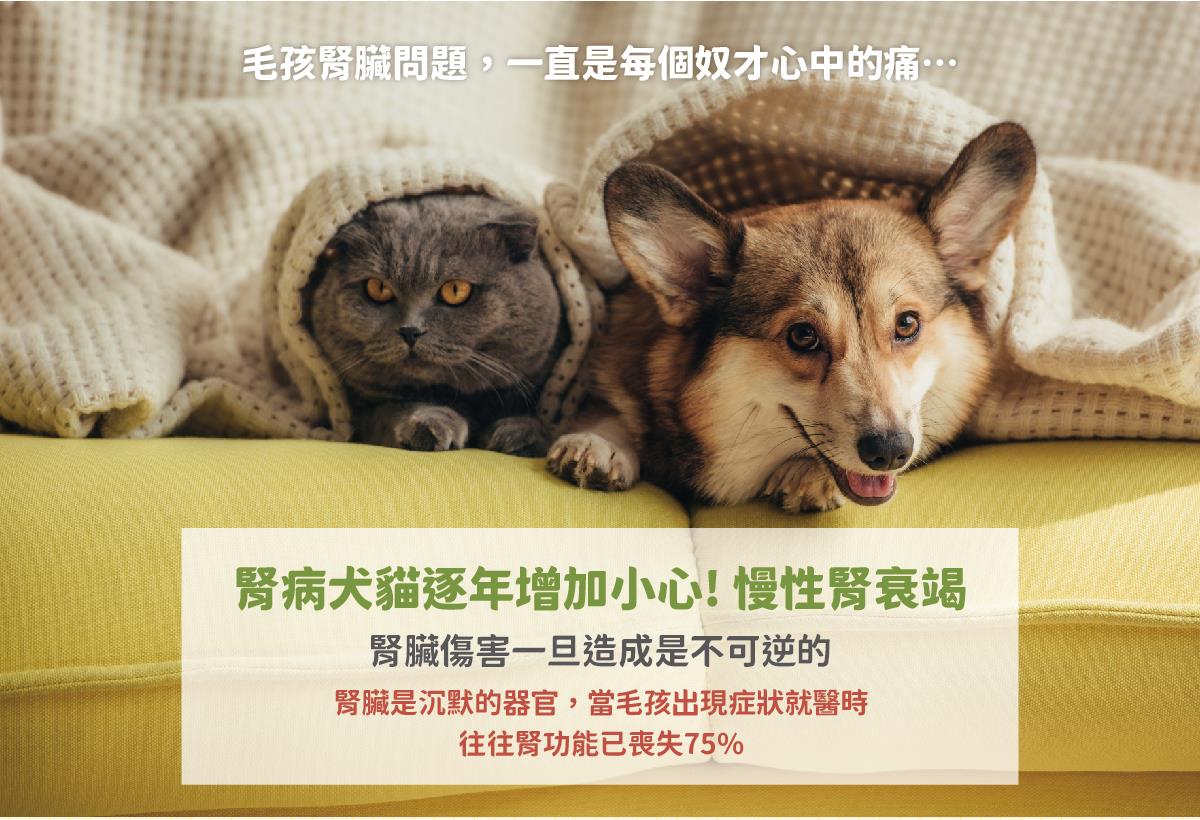 毛孩腎臟問題，一直是每個奴才心中的痛…
腎病犬貓逐年增加小心! 慢性腎衰竭
腎臟傷害一旦造成是不可逆的
腎臟是沉默的器官，當毛孩出現症狀就醫時
往往腎功能已喪失75%